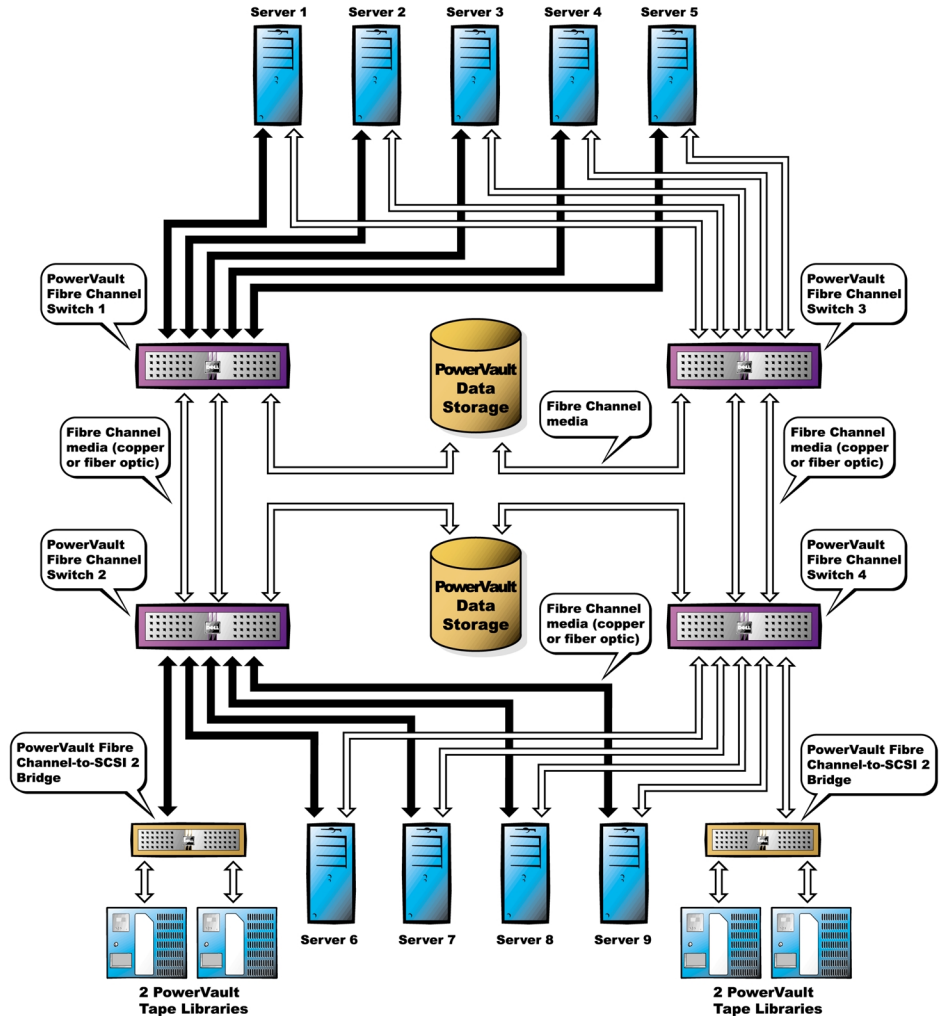 Server 1
Server 2
Server 3
Server 4
Server 5
PowerVault
Fibre Channel
Switch 1
PowerVault
Fibre Channel
Switch 3
DELL
DELL
PowerVault
Data
Storage
Fibre Channel
media
Fibre Channel
media (copper
or fiber optic)
Fibre Channel
media (copper
or fiber optic)
PowerVault
Fibre Channel
Switch 2
PowerVault
Fibre Channel
Switch 4
PowerVault
Data
Storage
DELL
DELL
Fibre Channel
media (copper
or fiber optic)
PowerVault Fibre
Channel-to-SCSI 2
Bridge
PowerVault Fibre
Channel-to-SCSI 2
Bridge
Server 6
Server 7
Server 8
Server 9
2 PowerVault
Tape Libraries
2 PowerVault
Tape Libraries